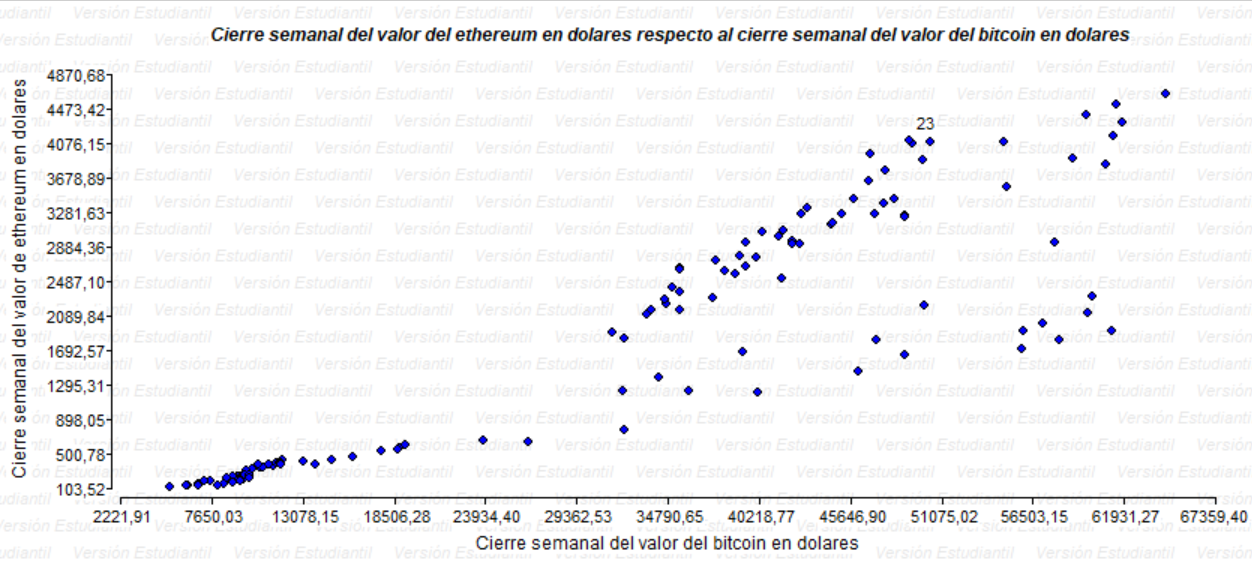 Cierre semanal del valor del ethereum en dolares respecto al cierre semanal del valor del bitcoin en dolares
Cierre semanal del valor de ethereum en dolares
4870,68
4473,42
4076,15
3678,89
3281,63
2884,36
2487,10
2089,84
1692,57
1295,31
898,05
500,78
103,52
23
2221,91 7650,03 13078,15 18506,28 23934,40 29362,53 34790,65 40218,77 45646,90 51075,02 56503,15 61931,27 67359,40
Cierre semanal del valor del bitcoin en dolares
Versión Estudiantil